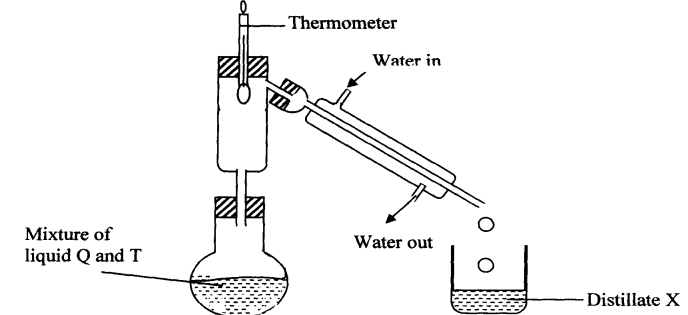 Thermometer
Water in
Water out
Mixture of
liquid Q and T
Distillate X